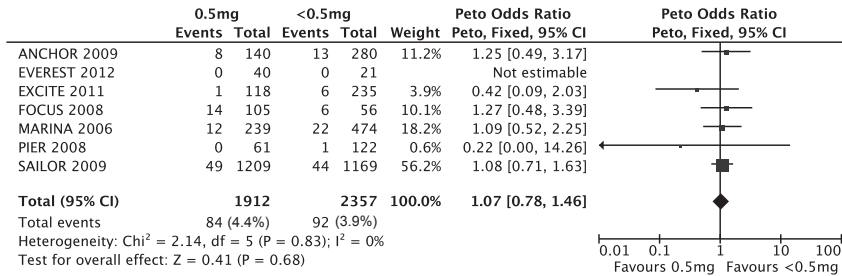 0.5mg <0.5mg Peto Odds Ratio Peto Odds Ratio
Events Total Events Total Weight Peto, Fixed, 95% CI Peto, Fixed, 95% CI
ANCHOR 2009 8 140 13 280 11.2% 1.25 [0.49, 3.17]
EVEREST 2012 0 40 0 21 Not estimable
EXCITE 2011 1 118 6 235 3.9% 0.42 [0.09, 2.03]
FOCUS 2008 14 105 6 56 10.1% 1.27 [0.48, 3.39]
MARINA 2006 12 239 22 474 18.2% 1.09 [0.52, 2.25]
PIER 2008 0 61 1 122 0.6% 0.22 [0.00, 14.26]
SAILOR 2009 49 1209 44 1169 56.2% 1.08 [0.71, 1.63]
Total (95% CI) 1912 2357 100.0% 1.07 [0.78, 1.46]
Total events 84 (4.4%) 92 (3.9%)
Heterogeneity: Chi² = 2.14, df = 5 (P = 0.83); I² = 0%
Test for overall effect: Z = 0.41 (P = 0.68)
0.01 0.1 1 10 100
Favours 0.5mg Favours <0.5mg